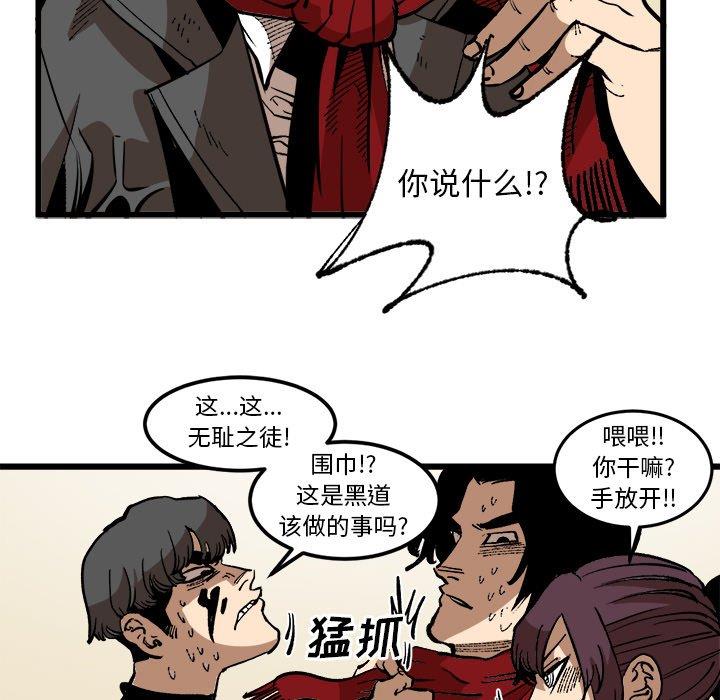 你说什么!?
这...这...
无耻之徒!
围巾!?
这是黑道
该做的事吗?
喂喂!!
你干嘛?
手放开!!
猛抓